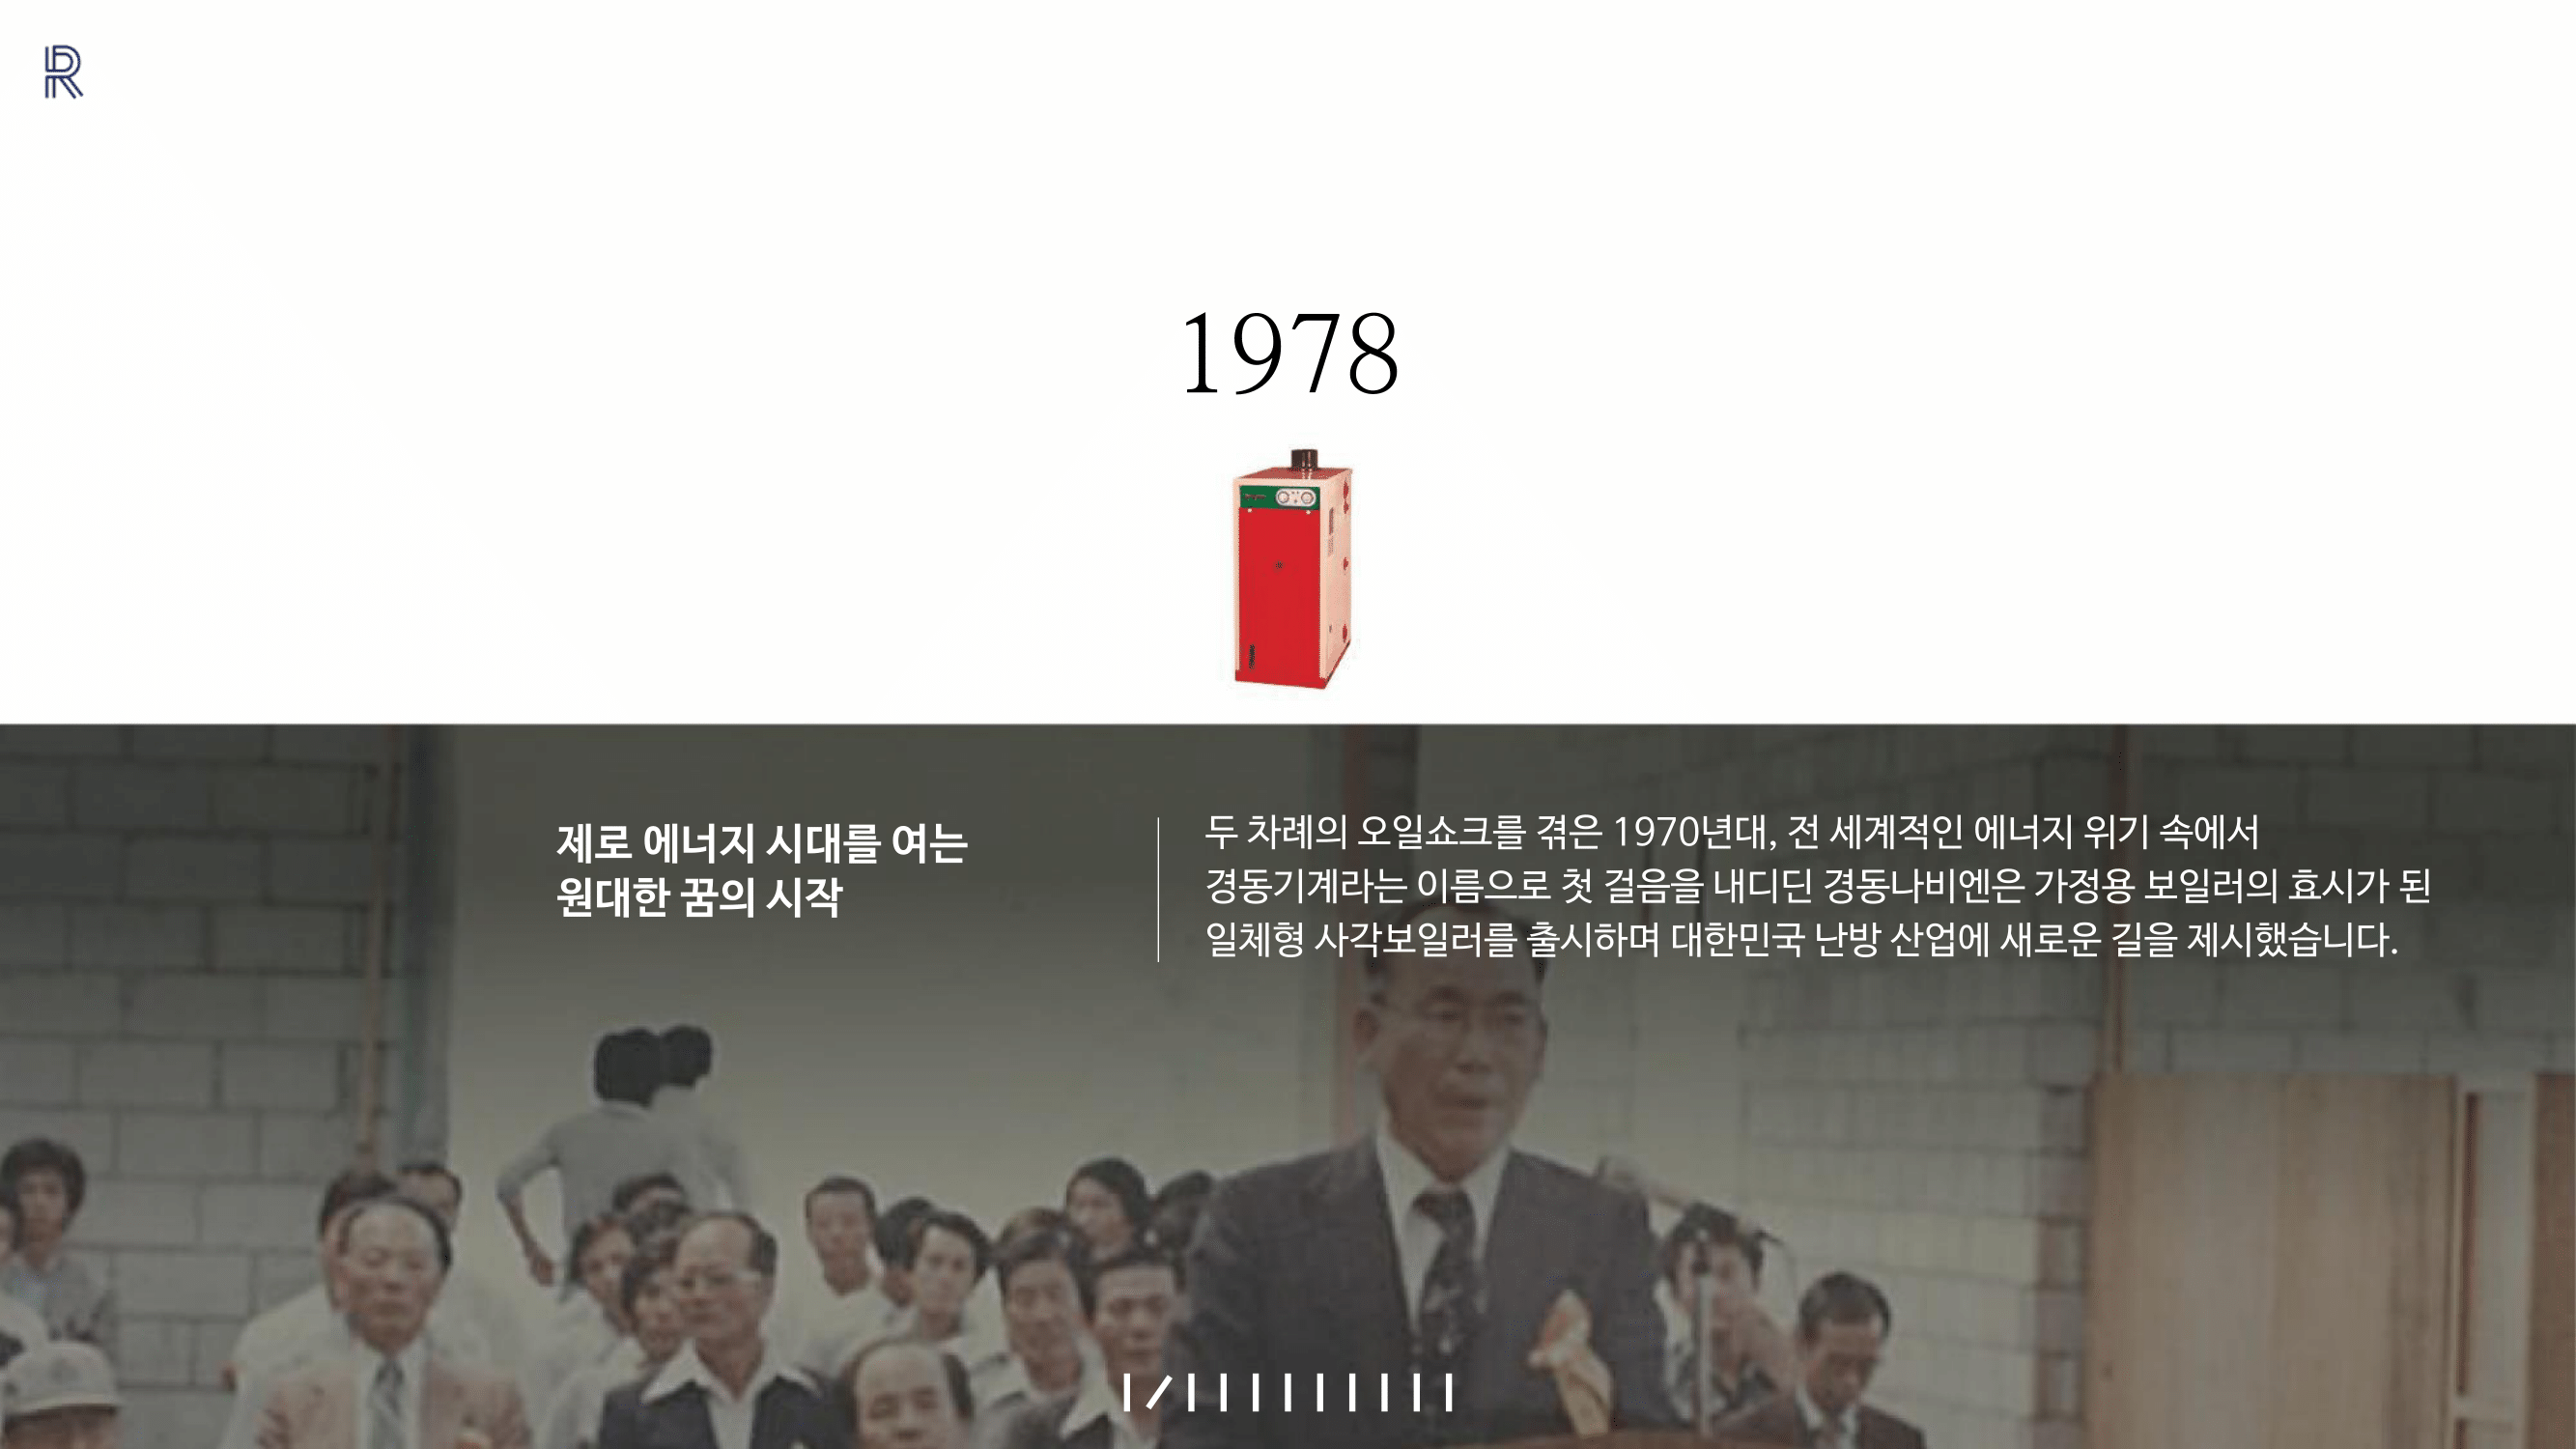 R
1978
제로 에너지 시대를 여는
원대한 꿈의 시작
두 차례의 오일쇼크를 겪은 1970년대, 전 세계적인 에너지 위기 속에서
경동기계라는 이름으로 첫 걸음을 내디딘 경동나비엔은 가정용 보일러의 효시가 된
일체형 사각보일러를 출시하며 대한민국 난방 산업에 새로운 길을 제시했습니다.